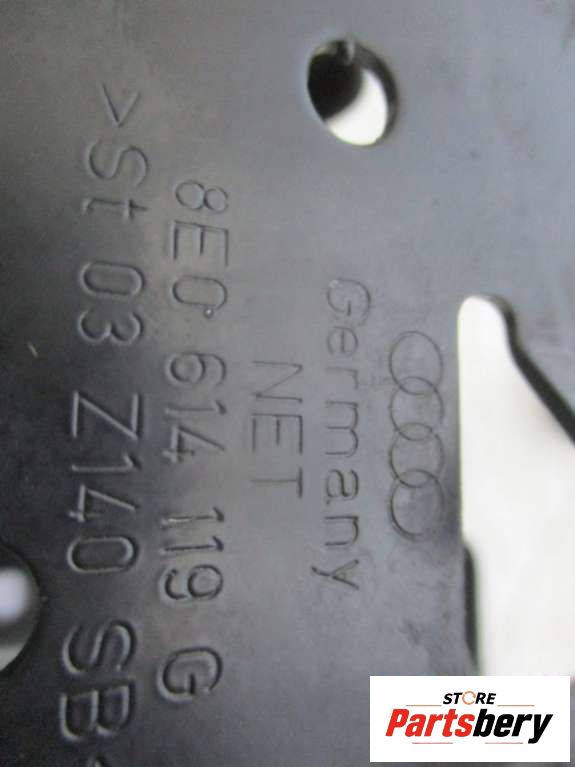 Germany
NET
8E0 614 119 G
>St 03 Z140 SB<
STORE
Partsbery